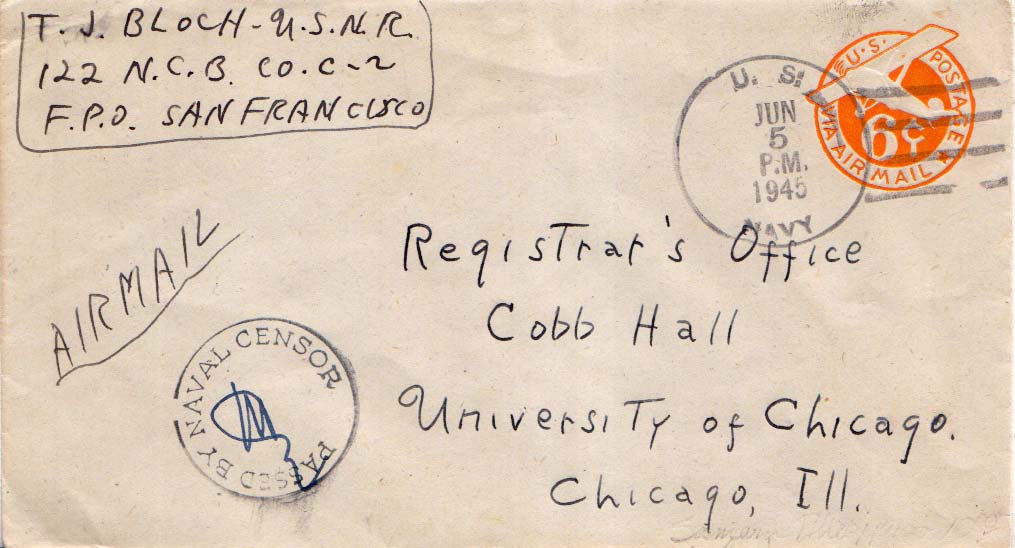 T. J. BLOCH - U.S.N.R.
122 N.C.B. CO. C-2
F.P.O. SAN FRANCISCO
U.S. POSTAGE
6¢
VIA AIR MAIL
U. S.
JUN
5
P.M.
1945
NAVY
AIRMAIL
Registrar's Office
Cobb Hall
University of Chicago.
Chicago, Ill.
PASSED BY NAVAL CENSOR